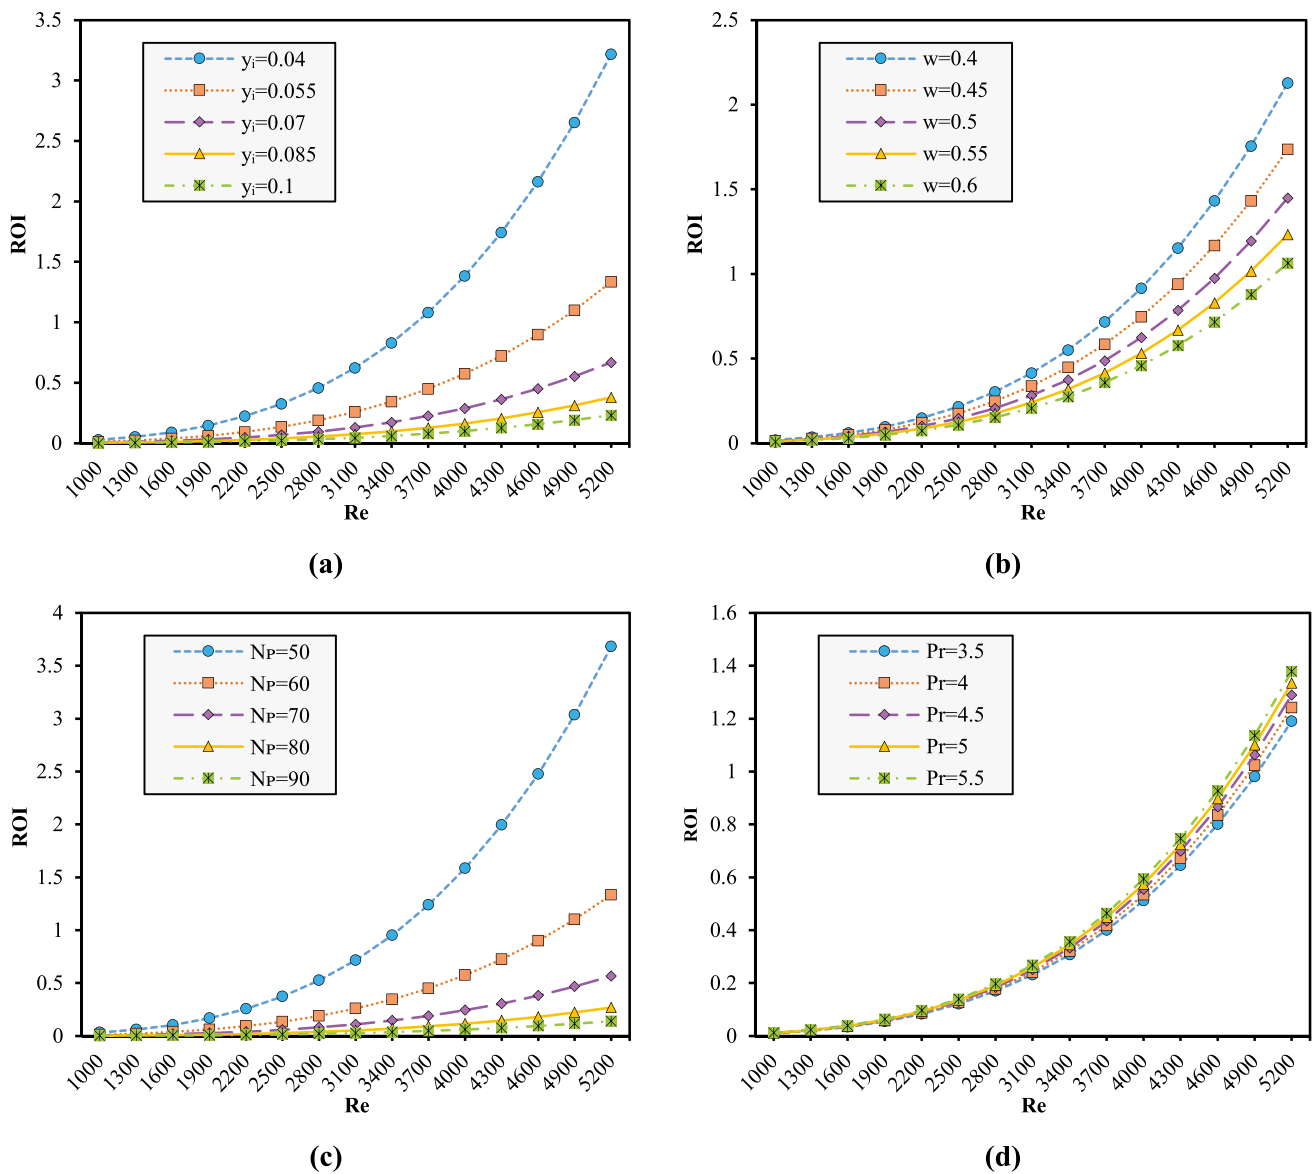 3.5
3
2.5
2
1.5
1
0.5
0
ROI
yᵢ=0.04
yᵢ=0.055
yᵢ=0.07
yᵢ=0.085
yᵢ=0.1
1000 1300 1600 1900 2200 2500 2800 3100 3400 3700 4000 4300 4600 4900 5200
Re
(a)
2.5
2
1.5
1
0.5
0
ROI
w=0.4
w=0.45
w=0.5
w=0.55
w=0.6
1000 1300 1600 1900 2200 2500 2800 3100 3400 3700 4000 4300 4600 4900 5200
Re
(b)
4
3.5
3
2.5
2
1.5
1
0.5
0
ROI
Nᴘ=50
Nᴘ=60
Nᴘ=70
Nᴘ=80
Nᴘ=90
1000 1300 1600 1900 2200 2500 2800 3100 3400 3700 4000 4300 4600 4900 5200
Re
(c)
1.6
1.4
1.2
1
0.8
0.6
0.4
0.2
0
ROI
Pr=3.5
Pr=4
Pr=4.5
Pr=5
Pr=5.5
1000 1300 1600 1900 2200 2500 2800 3100 3400 3700 4000 4300 4600 4900 5200
Re
(d)